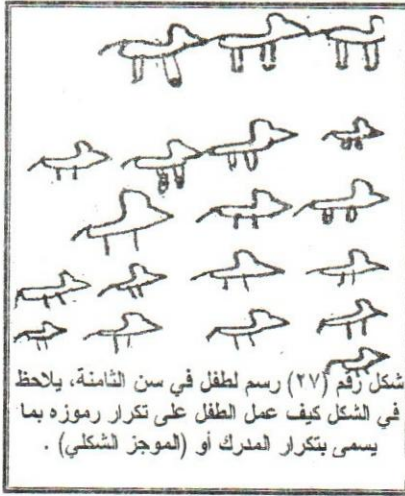 شكل رقم (٢٧) رسم لطفل في سن الثامنة، يلاحظ
في الشكل كيف عمل الطفل على تكرار رموزه بما
يسمى بتكرار المدرك أو (الموجز الشكلي) .